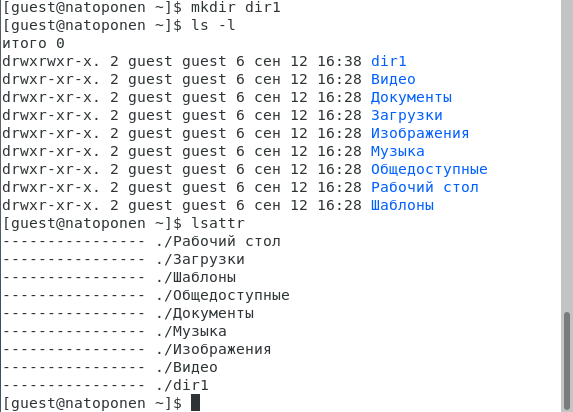 [guest@natoponen ~]$ mkdir dir1
[guest@natoponen ~]$ ls -l
итого 0
drwxrwxr-x. 2 guest guest 6 сен 12 16:38 dir1
drwxr-xr-x. 2 guest guest 6 сен 12 16:28 Видео
drwxr-xr-x. 2 guest guest 6 сен 12 16:28 Документы
drwxr-xr-x. 2 guest guest 6 сен 12 16:28 Загрузки
drwxr-xr-x. 2 guest guest 6 сен 12 16:28 Изображения
drwxr-xr-x. 2 guest guest 6 сен 12 16:28 Музыка
drwxr-xr-x. 2 guest guest 6 сен 12 16:28 Общедоступные
drwxr-xr-x. 2 guest guest 6 сен 12 16:28 Рабочий стол
drwxr-xr-x. 2 guest guest 6 сен 12 16:28 Шаблоны
[guest@natoponen ~]$ lsattr
---------------- ./Рабочий стол
---------------- ./Загрузки
---------------- ./Шаблоны
---------------- ./Общедоступные
---------------- ./Документы
---------------- ./Музыка
---------------- ./Изображения
---------------- ./Видео
---------------- ./dir1
[guest@natoponen ~]$